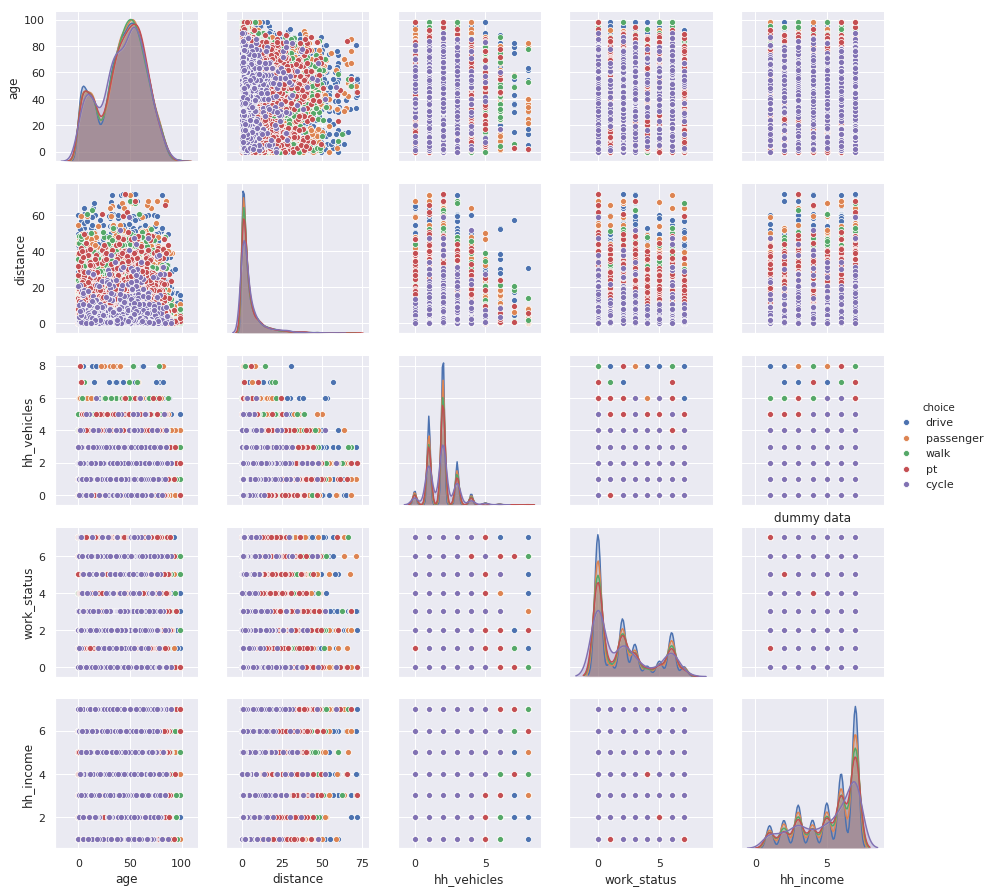 100
80
60
40
20
0
age
60
40
20
0
distance
8
6
4
2
0
hh_vehicles
choice
drive
passenger
walk
pt
cycle
dummy data
6
4
2
0
work_status
6
4
2
hh_income
0 50 100 0 25 50 75 0 5 0 5 0 5
age distance hh_vehicles work_status hh_income